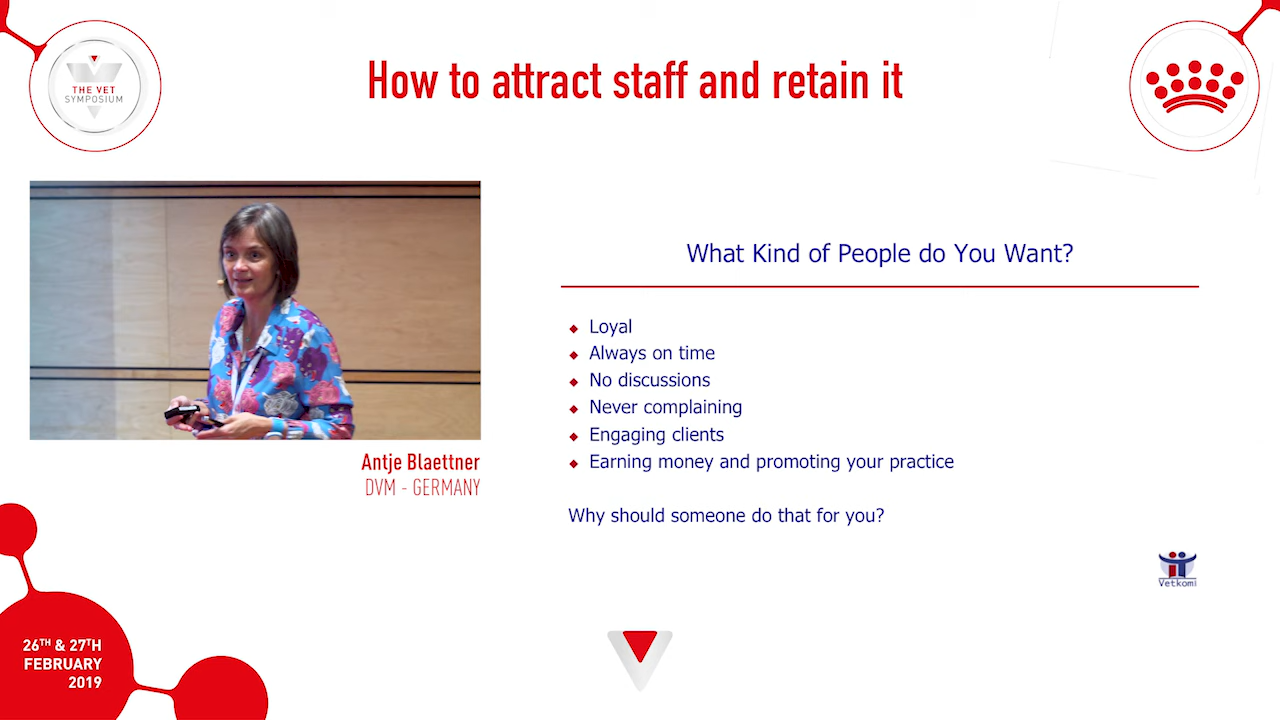 THE VET
SYMPOSIUM
How to attract staff and retain it
What Kind of People do You Want?
Loyal
Always on time
No discussions
Never complaining
Engaging clients
Earning money and promoting your practice
Why should someone do that for you?
Antje Blaettner
DVM - GERMANY
Vetkomi
26TH & 27TH
FEBRUARY
2019